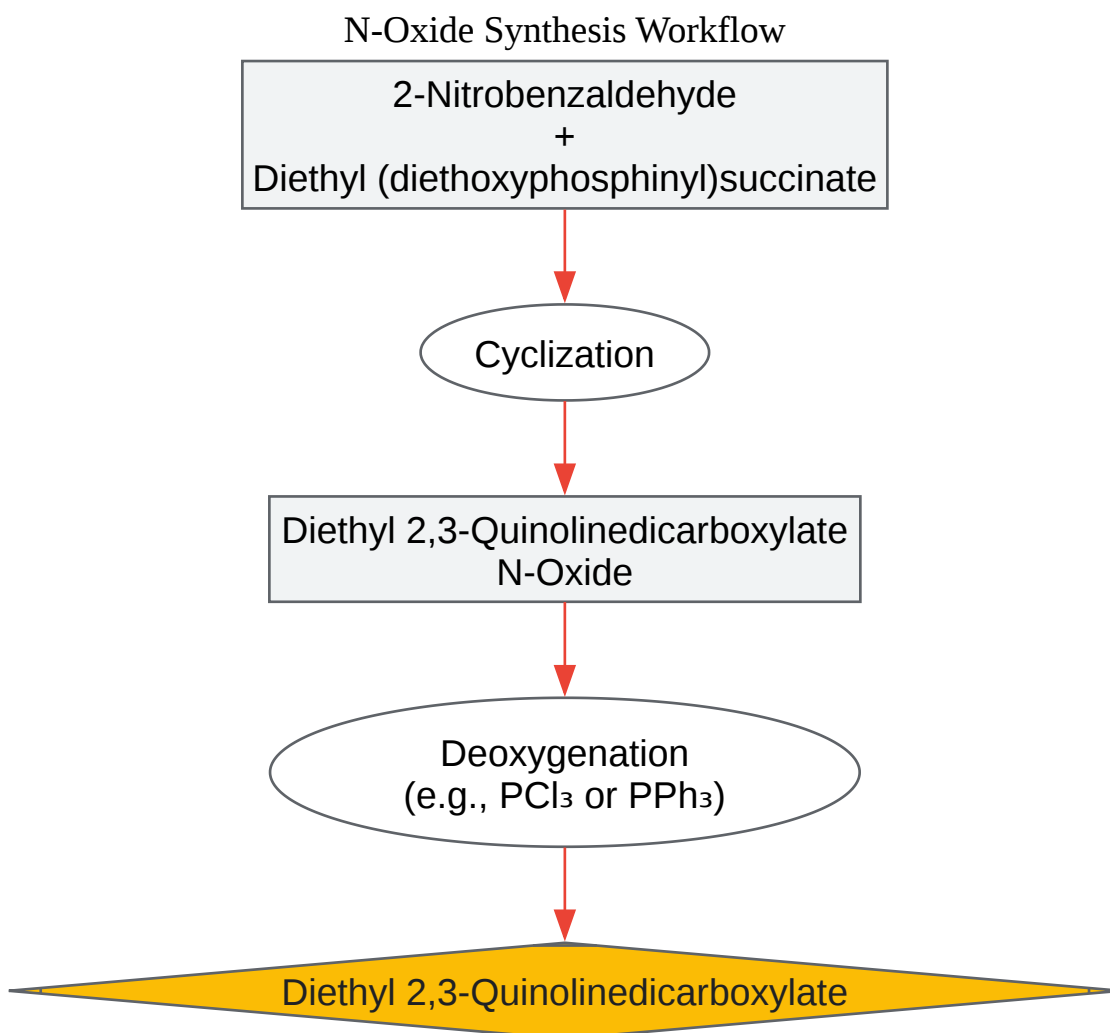 N-Oxide Synthesis Workflow
2-Nitrobenzaldehyde
+
Diethyl (diethoxyphosphinyl)succinate
Cyclization
Diethyl 2,3-Quinolinedicarboxylate
N-Oxide
Deoxygenation
(e.g., PCl₃ or PPh₃)
Diethyl 2,3-Quinolinedicarboxylate